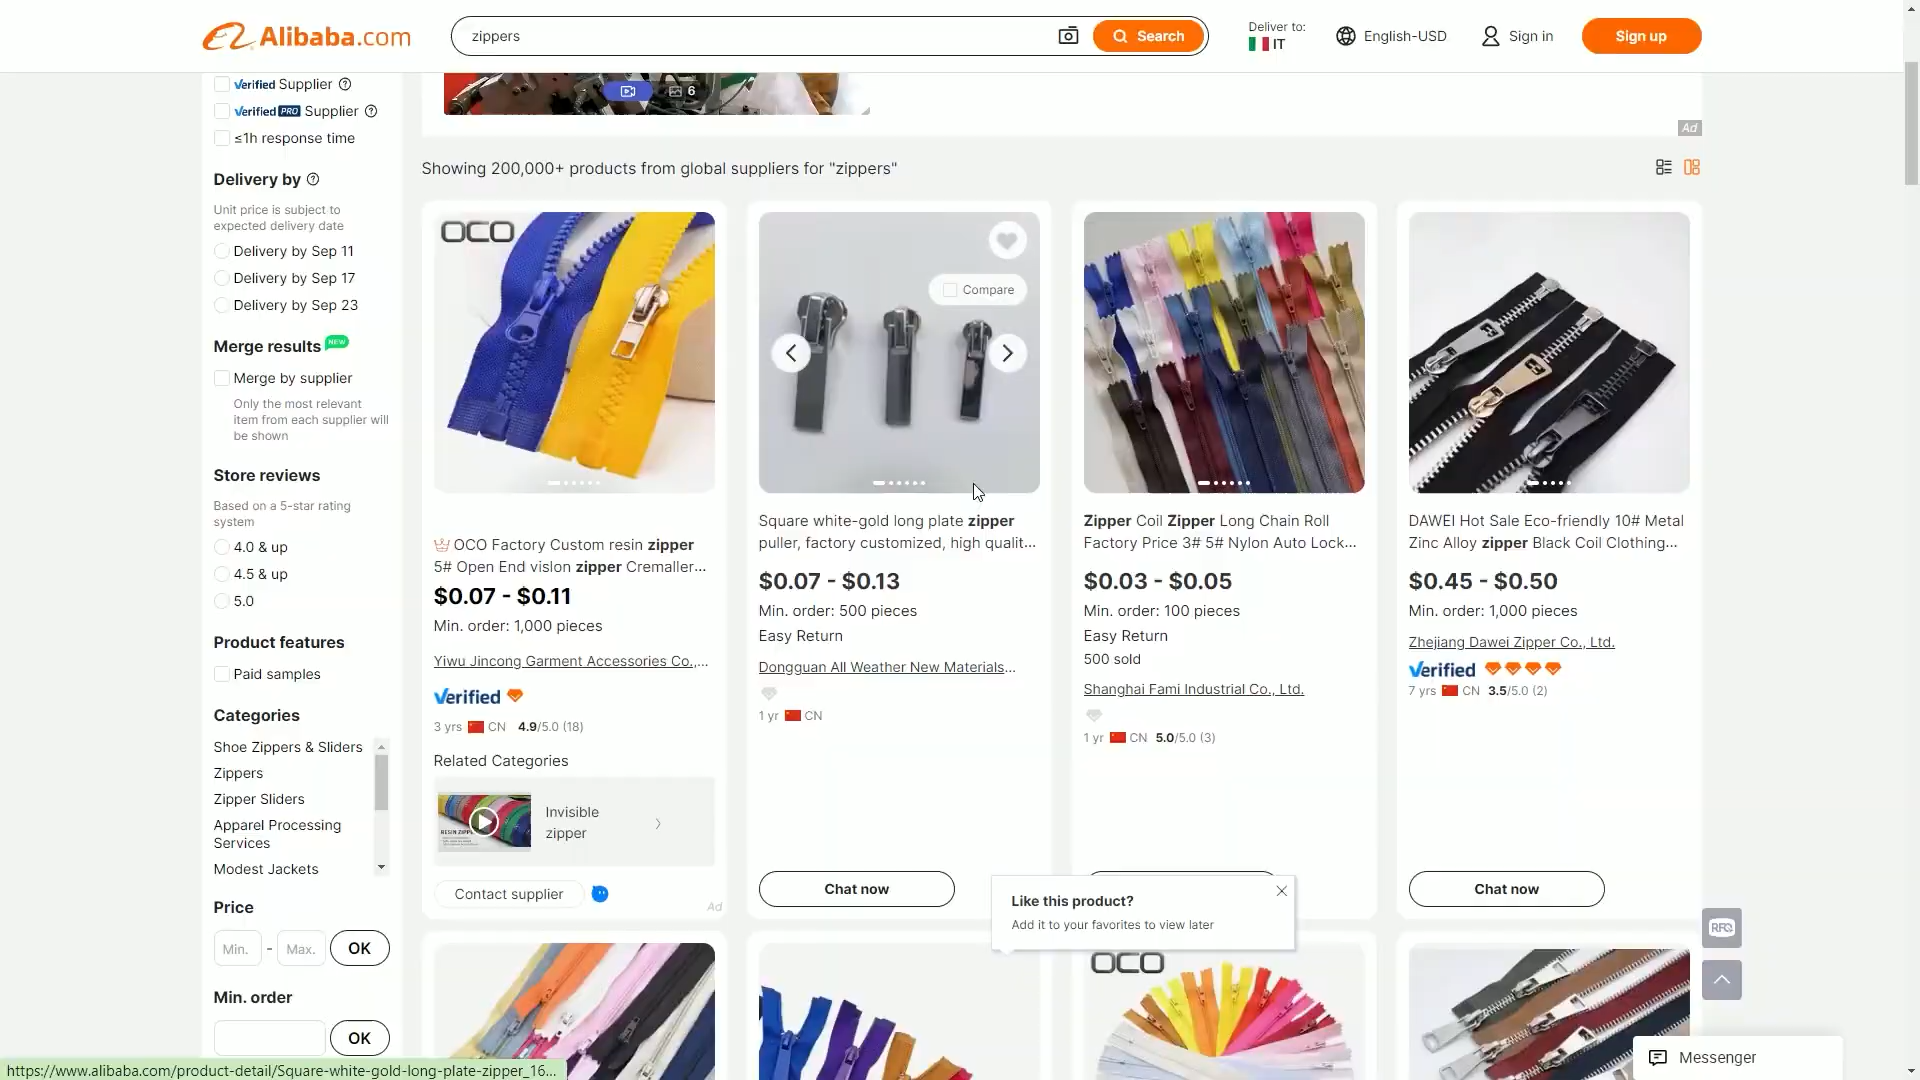 Alibaba.com
zippers
Search
Deliver to:
IT
English-USD
Sign in
Sign up
Verified Supplier
Verified PRO Supplier
≤1h response time
6
Ad
Delivery by
Unit price is subject to
expected delivery date
Delivery by Sep 11
Delivery by Sep 17
Delivery by Sep 23
Merge results NEW
Merge by supplier
Only the most relevant
item from each supplier will
be shown
Store reviews
Based on a 5-star rating
system
4.0 & up
4.5 & up
5.0
Product features
Paid samples
Categories
Shoe Zippers & Sliders
Zippers
Zipper Sliders
Apparel Processing
Services
Modest Jackets
Price
Min. - Max. OK
Min. order
OK
Showing 200,000+ products from global suppliers for "zippers"
OCO
OCO Factory Custom resin zipper
5# Open End vislon zipper Cremaller...
$0.07 - $0.11
Min. order: 1,000 pieces
Yiwu Jincong Garment Accessories Co.,...
Verified
3 yrs CN 4.9/5.0 (18)
Related Categories
RESIN ZIPPER
Invisible
zipper
Contact supplier
Ad
Compare
Square white-gold long plate zipper
puller, factory customized, high qualit...
$0.07 - $0.13
Min. order: 500 pieces
Easy Return
Dongguan All Weather New Materials...
1 yr CN
Chat now
Zipper Coil Zipper Long Chain Roll
Factory Price 3# 5# Nylon Auto Lock...
$0.03 - $0.05
Min. order: 100 pieces
Easy Return
500 sold
Shanghai Fami Industrial Co., Ltd.
1 yr CN 5.0/5.0 (3)
Like this product?
Add it to your favorites to view later
DAWEI Hot Sale Eco-friendly 10# Metal
Zinc Alloy zipper Black Coil Clothing...
$0.45 - $0.50
Min. order: 1,000 pieces
Zhejiang Dawei Zipper Co., Ltd.
Verified
7 yrs CN 3.5/5.0 (2)
Chat now
OCO
RFQ
Messenger
https://www.alibaba.com/product-detail/Square-white-gold-long-plate-zipper_16...